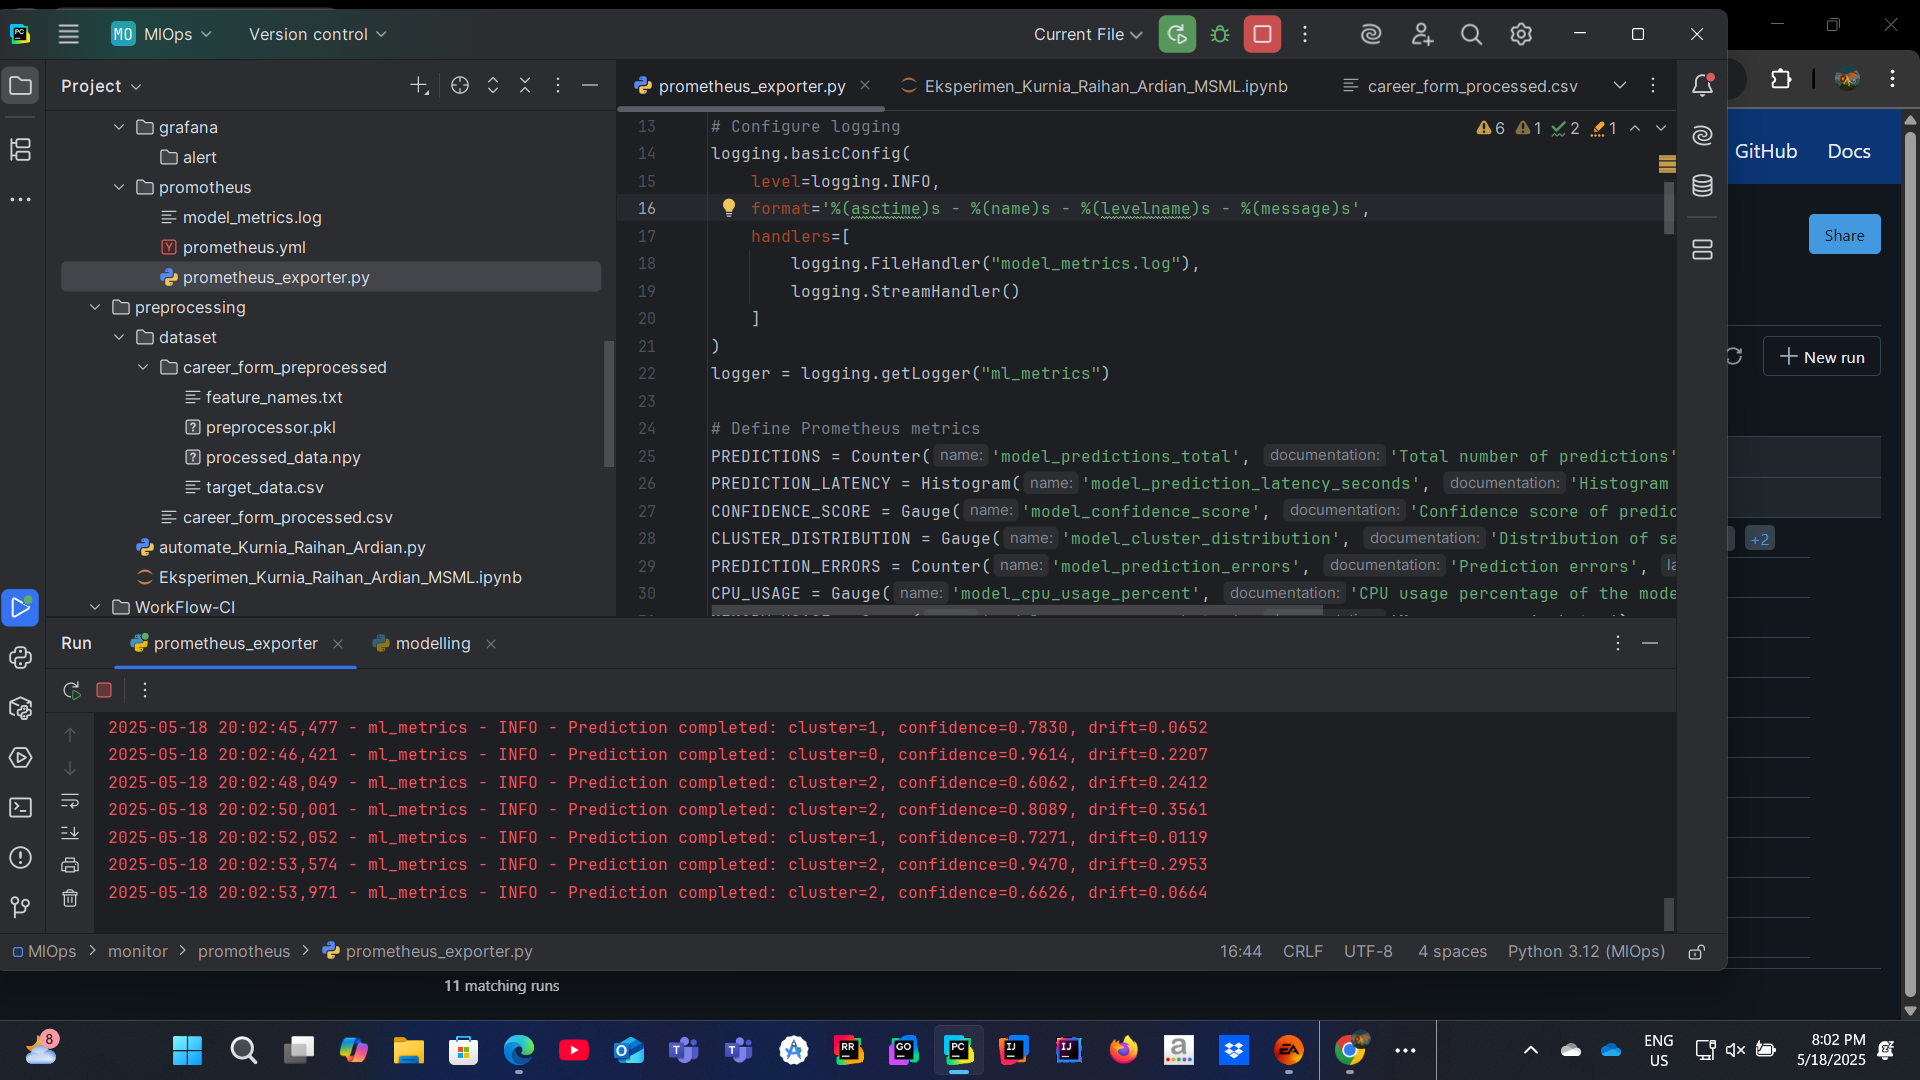 MO MlOps
Version control
Current File
Project
grafana
alert
promotheus
model_metrics.log
prometheus.yml
prometheus_exporter.py
preprocessing
dataset
career_form_preprocessed
feature_names.txt
preprocessor.pkl
processed_data.npy
target_data.csv
career_form_processed.csv
automate_Kurnia_Raihan_Ardian.py
Eksperimen_Kurnia_Raihan_Ardian_MSML.ipynb
WorkFlow-CI
prometheus_exporter.py
Eksperimen_Kurnia_Raihan_Ardian_MSML.ipynb
career_form_processed.csv
6 1 2 1
13 # Configure logging
14 logging.basicConfig(
15 level=logging.INFO,
16 format='%(asctime)s - %(name)s - %(levelname)s - %(message)s',
17 handlers=[
18 logging.FileHandler("model_metrics.log"),
19 logging.StreamHandler()
20 ]
21 )
22 logger = logging.getLogger("ml_metrics")
23
24 # Define Prometheus metrics
25 PREDICTIONS = Counter( name: 'model_predictions_total', documentation: 'Total number of predictions'
26 PREDICTION_LATENCY = Histogram( name: 'model_prediction_latency_seconds', documentation: 'Histogram
27 CONFIDENCE_SCORE = Gauge( name: 'model_confidence_score', documentation: 'Confidence score of predic
28 CLUSTER_DISTRIBUTION = Gauge( name: 'model_cluster_distribution', documentation: 'Distribution of sa
29 PREDICTION_ERRORS = Counter( name: 'model_prediction_errors', documentation: 'Prediction errors', la
30 CPU_USAGE = Gauge( name: 'model_cpu_usage_percent', documentation: 'CPU usage percentage of the mode
GitHub
Docs
Share
New run
+2
Run
prometheus_exporter
modelling
2025-05-18 20:02:45,477 - ml_metrics - INFO - Prediction completed: cluster=1, confidence=0.7830, drift=0.0652
2025-05-18 20:02:46,421 - ml_metrics - INFO - Prediction completed: cluster=0, confidence=0.9614, drift=0.2207
2025-05-18 20:02:48,049 - ml_metrics - INFO - Prediction completed: cluster=2, confidence=0.6062, drift=0.2412
2025-05-18 20:02:50,001 - ml_metrics - INFO - Prediction completed: cluster=2, confidence=0.8089, drift=0.3561
2025-05-18 20:02:52,052 - ml_metrics - INFO - Prediction completed: cluster=1, confidence=0.7271, drift=0.0119
2025-05-18 20:02:53,574 - ml_metrics - INFO - Prediction completed: cluster=2, confidence=0.9470, drift=0.2953
2025-05-18 20:02:53,971 - ml_metrics - INFO - Prediction completed: cluster=2, confidence=0.6626, drift=0.0664
MlOps > monitor > promotheus > prometheus_exporter.py
16:44 CRLF UTF-8 4 spaces Python 3.12 (MlOps)
11 matching runs
8
ENG
US
8:02 PM
5/18/2025